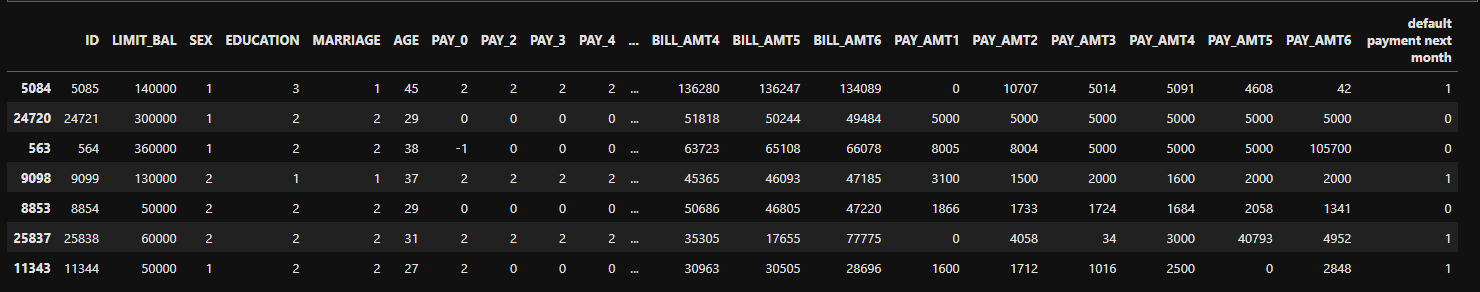 ID LIMIT_BAL SEX EDUCATION MARRIAGE AGE PAY_0 PAY_2 PAY_3 PAY_4 ... BILL_AMT4 BILL_AMT5 BILL_AMT6 PAY_AMT1 PAY_AMT2 PAY_AMT3 PAY_AMT4 PAY_AMT5 PAY_AMT6 default
payment next
month
5084 5085 140000 1 3 1 45 2 2 2 2 ... 136280 136247 134089 0 10707 5014 5091 4608 42 1
24720 24721 300000 1 2 2 29 0 0 0 0 ... 51818 50244 49484 5000 5000 5000 5000 5000 5000 0
563 564 360000 1 2 2 38 -1 0 0 0 ... 63723 65108 66078 8005 8004 5000 5000 5000 105700 0
9098 9099 130000 2 1 1 37 2 2 2 2 ... 45365 46093 47185 3100 1500 2000 1600 2000 2000 1
8853 8854 50000 2 2 2 29 0 0 0 0 ... 50686 46805 47220 1866 1733 1724 1684 2058 1341 0
25837 25838 60000 2 2 2 31 2 2 2 2 ... 35305 17655 77775 0 4058 34 3000 40793 4952 1
11343 11344 50000 1 2 2 27 2 0 0 0 ... 30963 30505 28696 1600 1712 1016 2500 0 2848 1